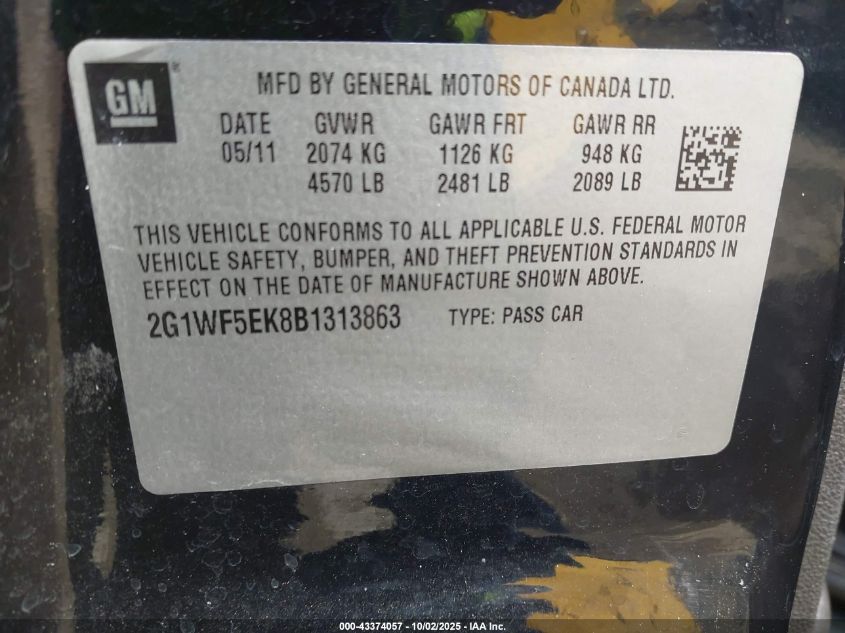 GM®
MFD BY GENERAL MOTORS OF CANADA LTD.
DATE GVWR GAWR FRT GAWR RR
05/11 2074 KG 1126 KG 948 KG
4570 LB 2481 LB 2089 LB
THIS VEHICLE CONFORMS TO ALL APPLICABLE U.S. FEDERAL MOTOR
VEHICLE SAFETY, BUMPER, AND THEFT PREVENTION STANDARDS IN
EFFECT ON THE DATE OF MANUFACTURE SHOWN ABOVE.
2G1WF5EK8B1313863 TYPE: PASS CAR
000-43374057 - 10/02/2025 - IAA Inc.